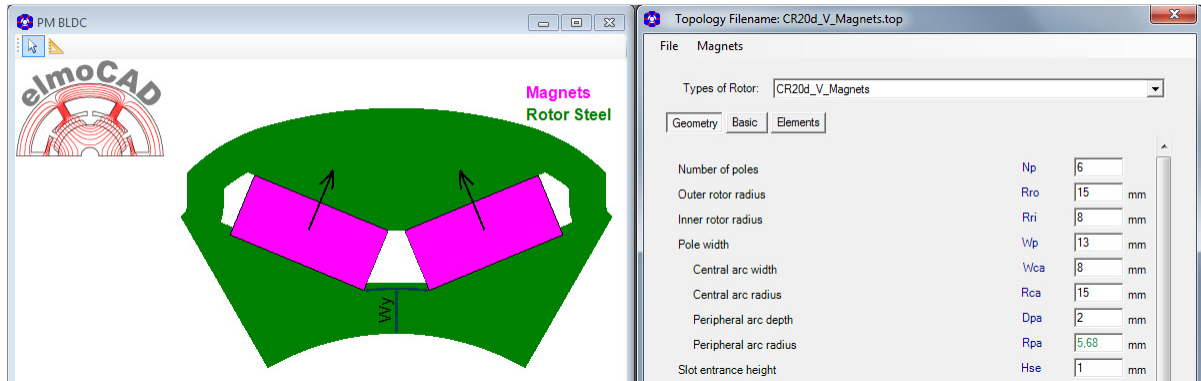 PM BLDC
elmoCAD
Magnets
Rotor Steel
Wy
Topology Filename: CR20d_V_Magnets.top
File Magnets
Types of Rotor: CR20d_V_Magnets
Geometry Basic Elements
Number of poles Np 6
Outer rotor radius Rro 15 mm
Inner rotor radius Rri 8 mm
Pole width Wp 13 mm
Central arc width Wca 8 mm
Central arc radius Rca 15 mm
Peripheral arc depth Dpa 2 mm
Peripheral arc radius Rpa 5,68 mm
Slot entrance height Hse 1 mm